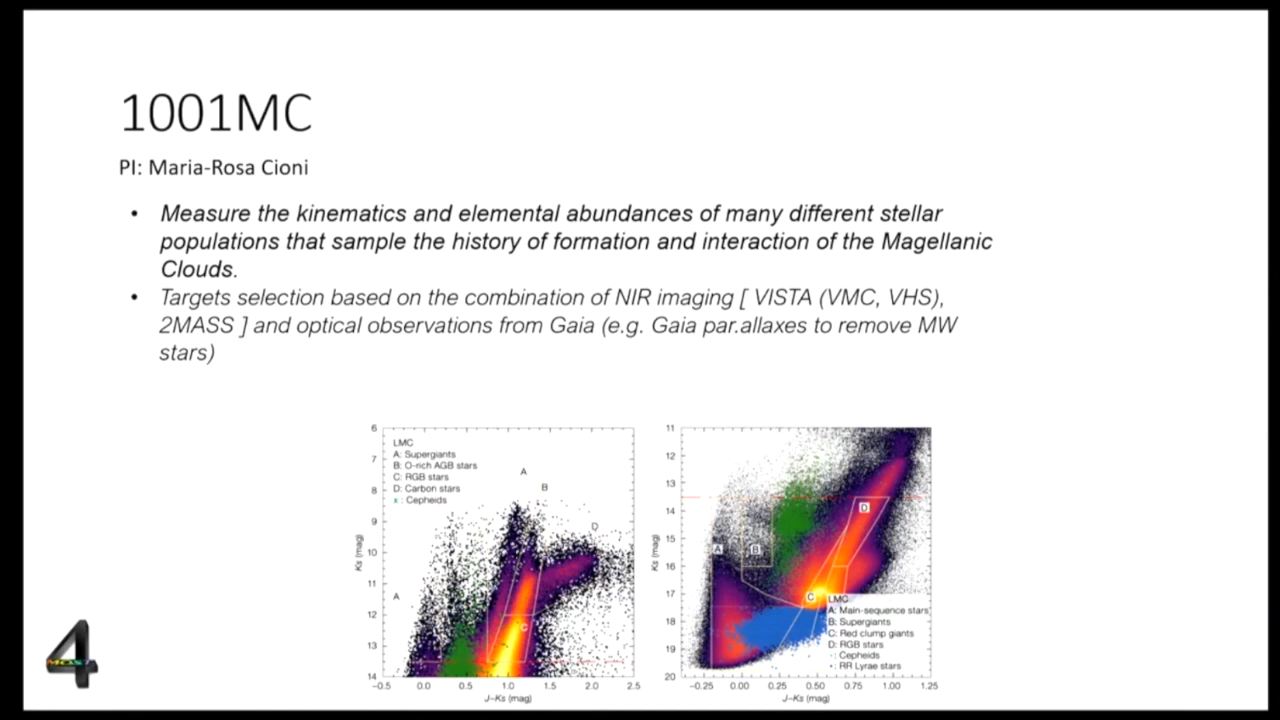 1001MC
PI: Maria-Rosa Cioni
• Measure the kinematics and elemental abundances of many different stellar
populations that sample the history of formation and interaction of the Magellanic
Clouds.
• Targets selection based on the combination of NIR imaging [ VISTA (VMC, VHS),
2MASS ] and optical observations from Gaia (e.g. Gaia par.allaxes to remove MW
stars)
LMC
A: Supergiants
B: O-rich AGB stars
C: RGB stars
D: Carbon stars
x : Cepheids
A
B
D
A
C
6
7
8
9
10
11
12
13
14
Ks (mag)
-0.5 0.0 0.5 1.0 1.5 2.0 2.5
J-Ks (mag)
11
12
13
14
15
16
17
18
19
20
Ks (mag)
D
A
B
C
LMC
A: Main-sequence stars
B: Supergiants
C: Red clump giants
D: RGB stars
·: Cepheids
•: RR Lyrae stars
-0.25 0.00 0.25 0.50 0.75 1.00 1.25
J-Ks (mag)
4
MOST